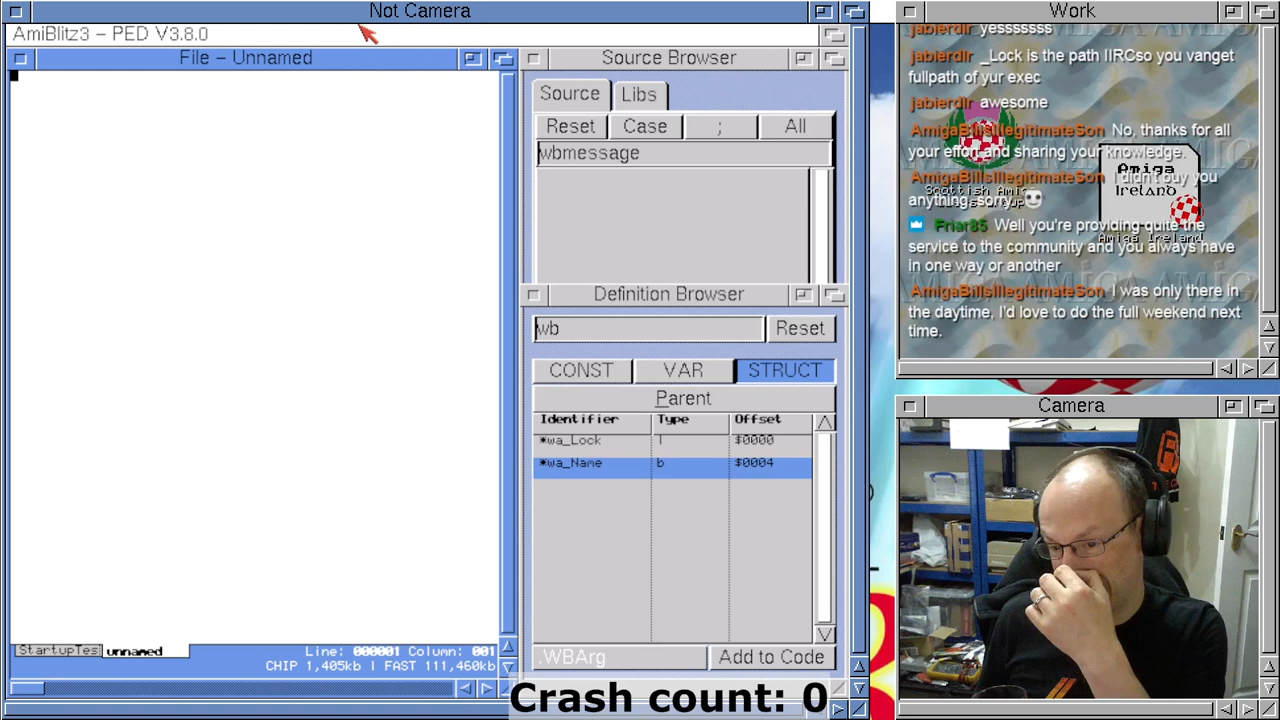 Not Camera
AmiBlitz3 – PED V3.8.0
File – Unnamed
StartupTes
unnamed
Line: 000001 Column: 001
CHIP 1,405kb | FAST 111,460kb
Source Browser
Source
Libs
Reset
Case
;
All
wbmessage
Definition Browser
wb
Reset
CONST
VAR
STRUCT
Parent
Identifier Type Offset
*wa_Lock l $0000
*wa_Name b $0004
.WBArg
Add to Code
Crash count: 0
Work
jabierdlr yesssssss
jabierdlr _Lock is the path IIRCso you vanget
fullpath of yur exec
jabierdlr awesome
AmigaBillsIllegitimateSon No, thanks for all
your effort and sharing your knowledge.
AmigaBillsIllegitimateSon I didn't buy you
anything, sorry.
Friar85 Well you're providing quite the
service to the community and you always have
in one way or another
AmigaBillsIllegitimateSon I was only there in
the daytime, I'd love to do the full weekend next
time.
Amiga
Ireland
Amiga Ireland
Camera